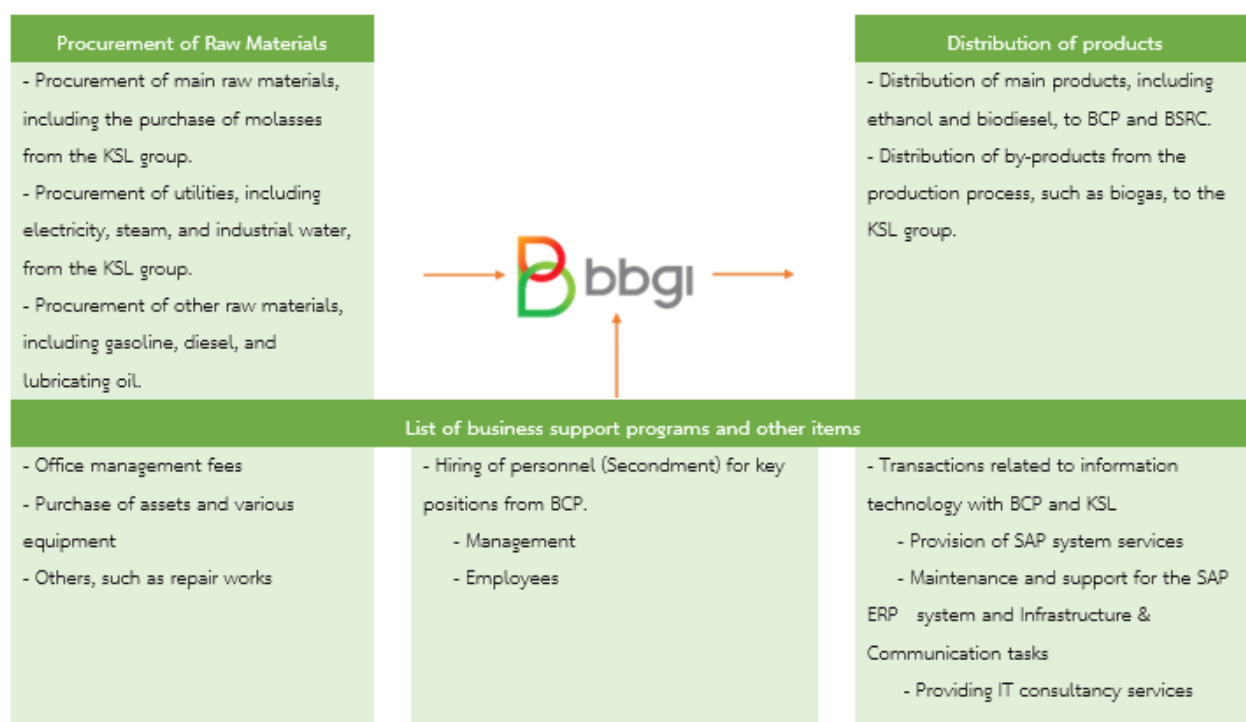 Procurement of Raw Materials
- Procurement of main raw materials,
including the purchase of molasses
from the KSL group.
- Procurement of utilities, including
electricity, steam, and industrial water,
from the KSL group.
- Procurement of other raw materials,
including gasoline, diesel, and
lubricating oil.
bbgi
Distribution of products
- Distribution of main products, including
ethanol and biodiesel, to BCP and BSRC.
- Distribution of by-products from the
production process, such as biogas, to the
KSL group.
List of business support programs and other items
- Office management fees
- Purchase of assets and various
equipment
- Others, such as repair works
- Hiring of personnel (Secondment) for key
positions from BCP.
- Management
- Employees
- Transactions related to information
technology with BCP and KSL
- Provision of SAP system services
- Maintenance and support for the SAP
ERP system and Infrastructure &
Communication tasks
- Providing IT consultancy services